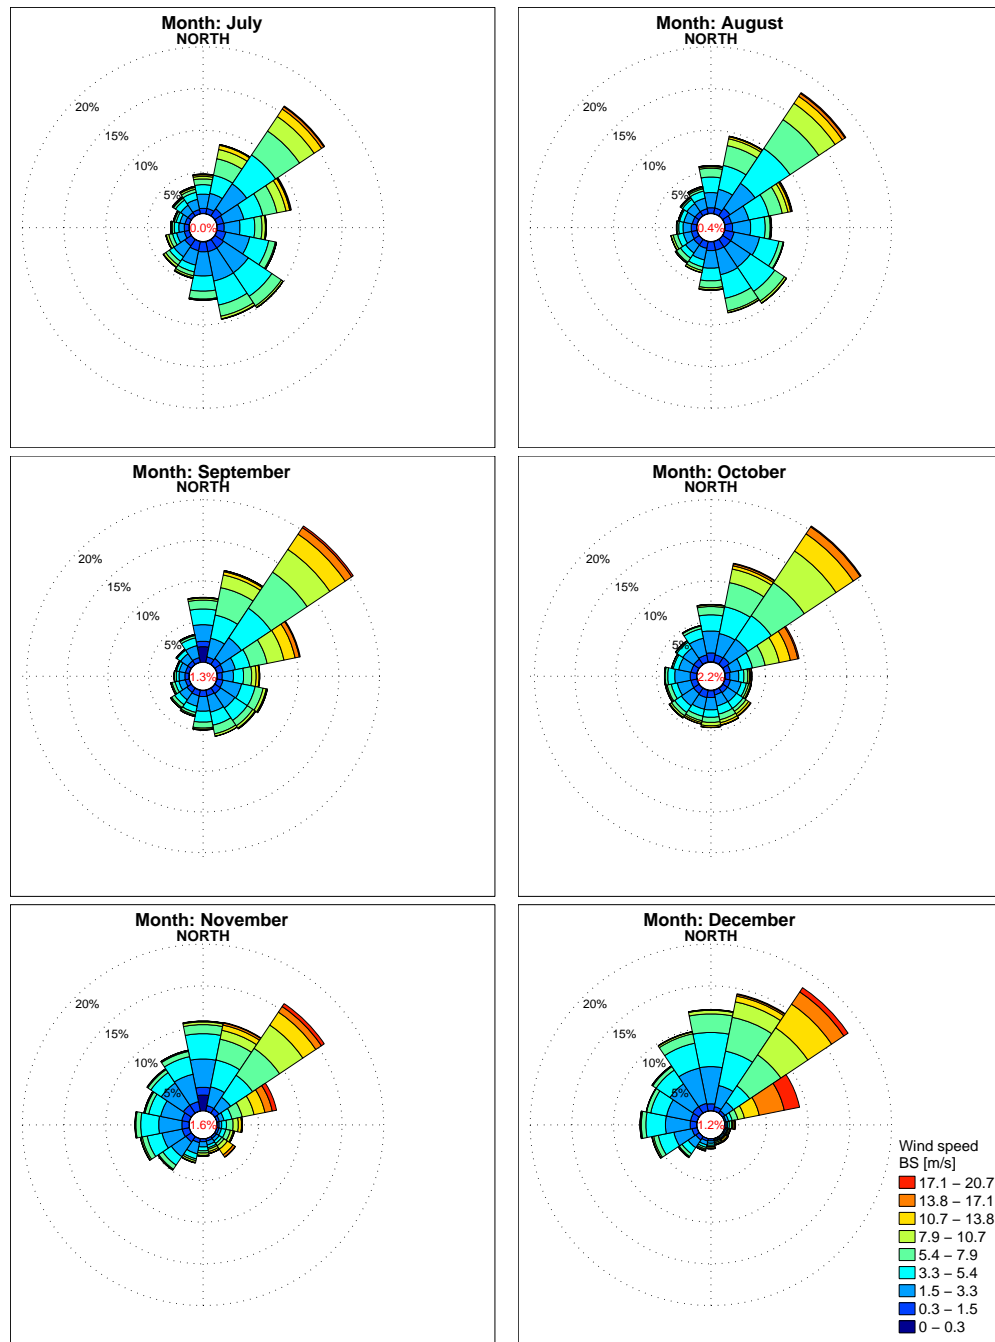 Month: July
NORTH
20%
15%
10%
5%
0.0%
Month: August
NORTH
20%
15%
10%
5%
0.4%
Month: September
NORTH
20%
15%
10%
5%
1.3%
Month: October
NORTH
20%
15%
10%
5%
2.2%
Month: November
NORTH
20%
15%
10%
5%
1.6%
Month: December
NORTH
20%
15%
10%
5%
1.2%
Wind speed
BS [m/s]
17.1 – 20.7
13.8 – 17.1
10.7 – 13.8
7.9 – 10.7
5.4 – 7.9
3.3 – 5.4
1.5 – 3.3
0.3 – 1.5
0 – 0.3